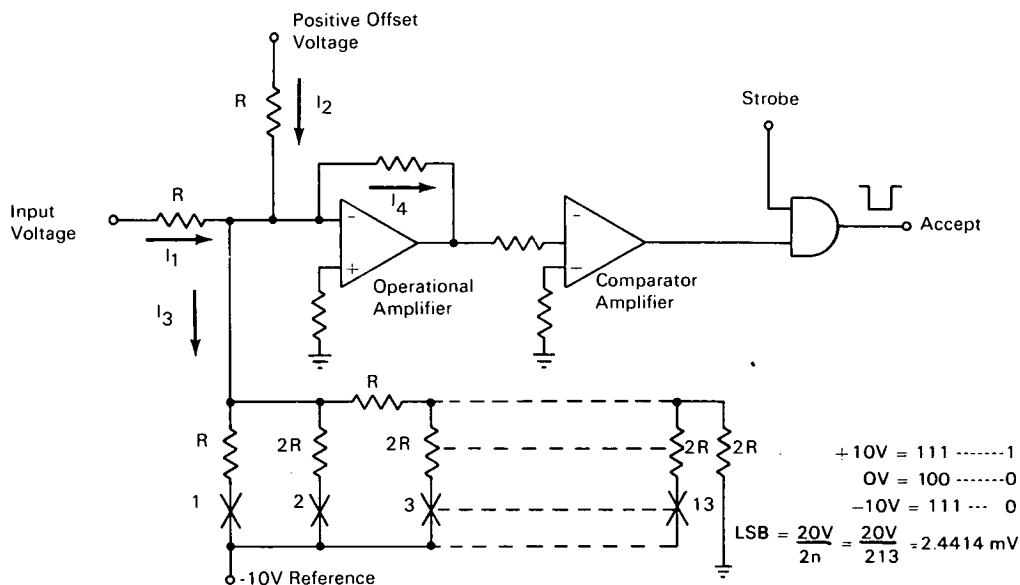 Positive Offset
Voltage
R
I2
Strobe
R
I4
Input
Voltage
I1
-
+
Operational
Amplifier
-
-
Comparator
Amplifier
Accept
I3
R
R
2R
2R
2R
2R
1
2
3
13
+10V = 111 -------1
0V = 100 ------0
-10V = 111 --- 0
LSB = 20V/2n = 20V/213 = 2.4414 mV
-10V Reference